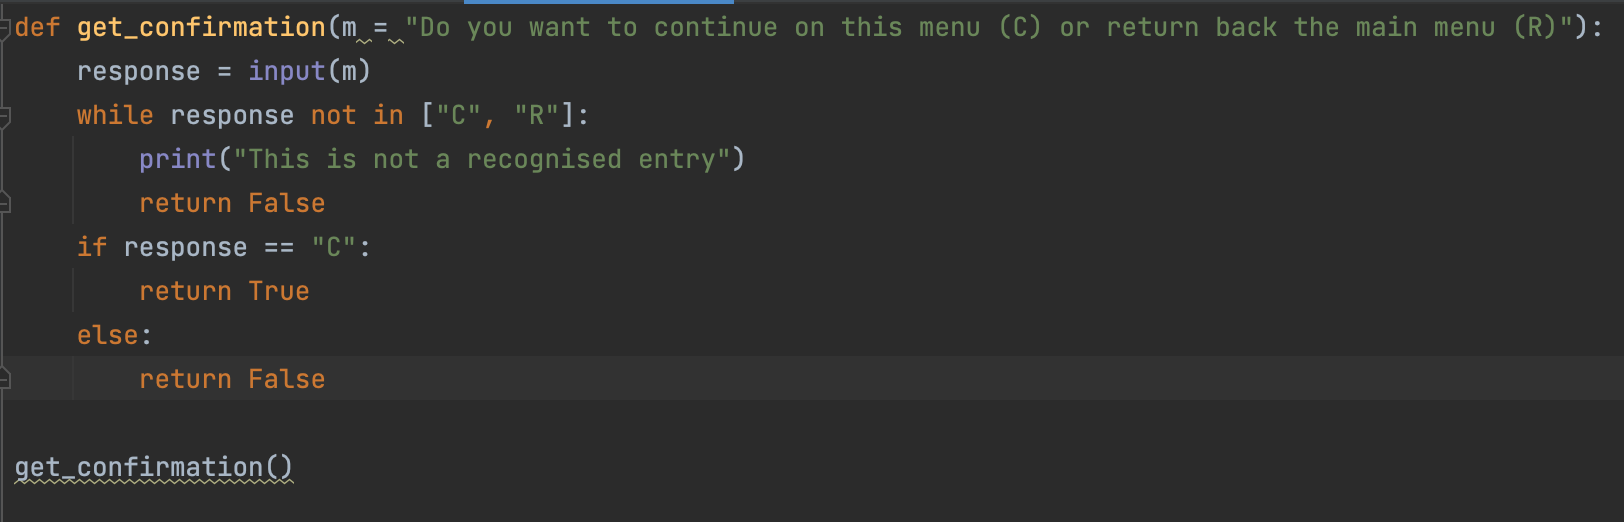 def get_confirmation(m = "Do you want to continue on this menu (C) or return back the main menu (R)"):
    response = input(m)
    while response not in ["C", "R"]:
        print("This is not a recognised entry")
        return False
    if response == "C":
        return True
    else:
        return False
get_confirmation()